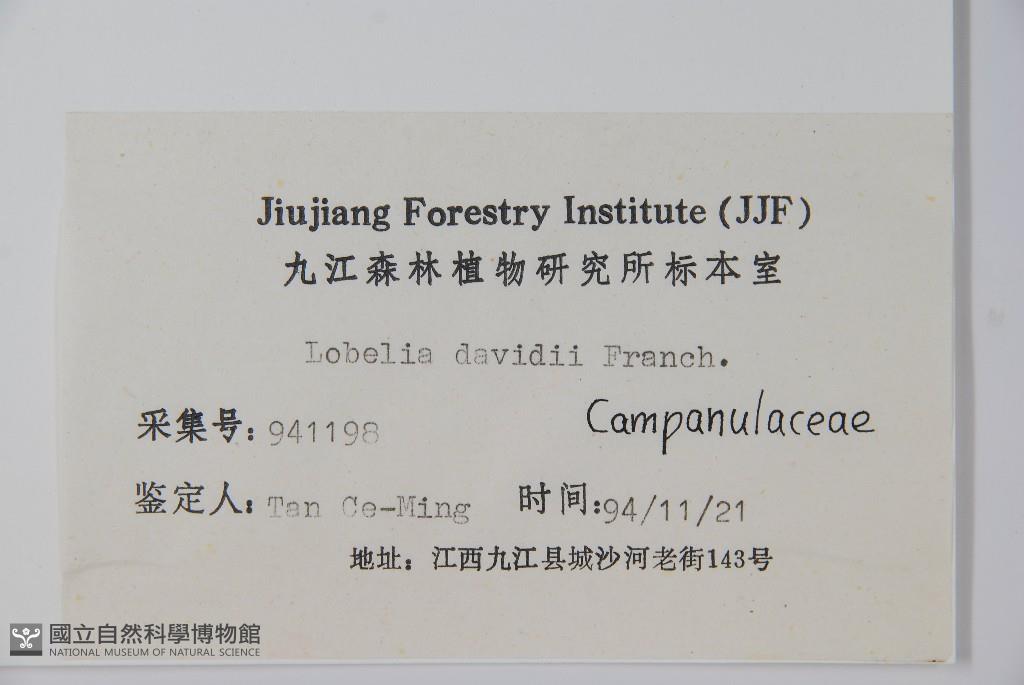 Jiujiang Forestry Institute (JJF)
九江森林植物研究所标本室
Lobelia davidii Franch.
采集号: 941198
Campanulaceae
鉴定人: Tan Ce-Ming 时间: 94/11/21
地址: 江西九江县城沙河老街143号
國立自然科學博物館
NATIONAL MUSEUM OF NATURAL SCIENCE